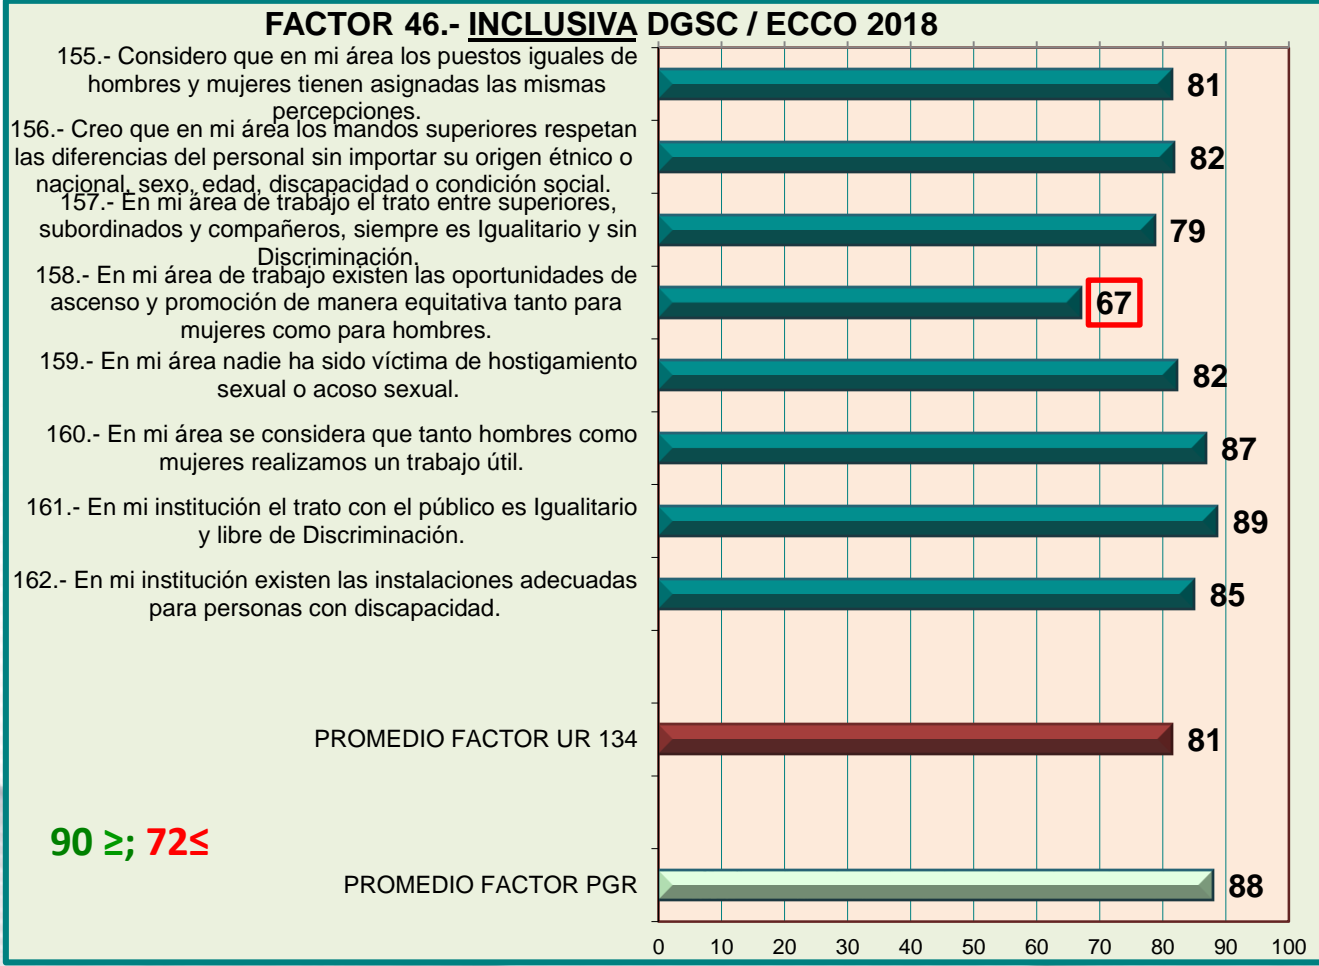 FACTOR 46.- INCLUSIVA DGSC / ECCO 2018
155.- Considero que en mi área los puestos iguales de
hombres y mujeres tienen asignadas las mismas
percepciones.
81
156.- Creo que en mi área los mandos superiores respetan
las diferencias del personal sin importar su origen étnico o
nacional, sexo, edad, discapacidad o condición social.
82
157.- En mi área de trabajo el trato entre superiores,
subordinados y compañeros, siempre es Igualitario y sin
Discriminación.
79
158.- En mi área de trabajo existen las oportunidades de
ascenso y promoción de manera equitativa tanto para
mujeres como para hombres.
67
159.- En mi área nadie ha sido víctima de hostigamiento
sexual o acoso sexual.
82
160.- En mi área se considera que tanto hombres como
mujeres realizamos un trabajo útil.
87
161.- En mi institución el trato con el público es Igualitario
y libre de Discriminación.
89
162.- En mi institución existen las instalaciones adecuadas
para personas con discapacidad.
85
PROMEDIO FACTOR UR 134
81
90 ≥; 72≤
PROMEDIO FACTOR PGR
88
0 10 20 30 40 50 60 70 80 90 100